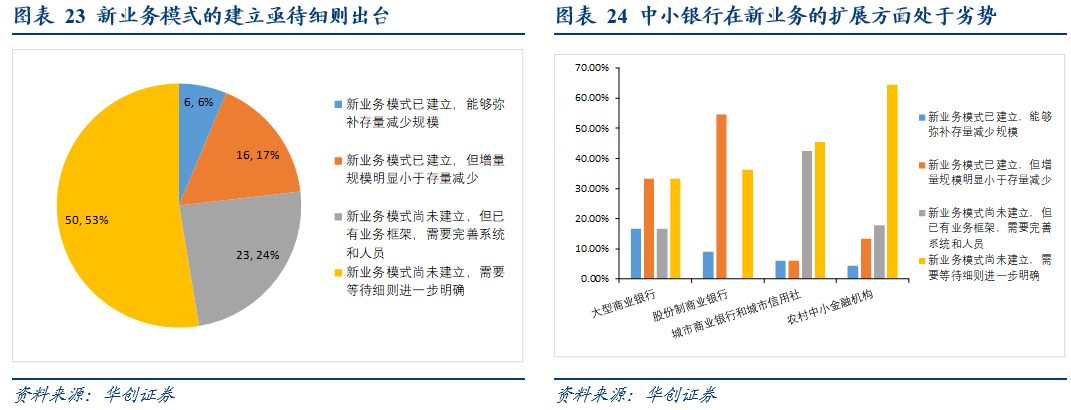 图表 23 新业务模式的建立亟待细则出台
6, 6%
16, 17%
23, 24%
50, 53%
新业务模式已建立，能够弥
补存量减少规模
新业务模式已建立，但增量
规模明显小于存量减少
新业务模式尚未建立，但已
有业务框架，需要完善系统
和人员
新业务模式尚未建立，需要
等待细则进一步明确
资料来源：华创证券
图表 24 中小银行在新业务的扩展方面处于劣势
70.00%
60.00%
50.00%
40.00%
30.00%
20.00%
10.00%
0.00%
大型商业银行
股份制商业银行
城市商业银行和城市信用社
农村中小金融机构
新业务模式已建立，能够
弥补存量减少规模
新业务模式已建立，但增
量规模明显小于存量减少
新业务模式尚未建立，但
已有业务框架，需要完善
系统和人员
新业务模式尚未建立，需
要等待细则进一步明确
资料来源：华创证券